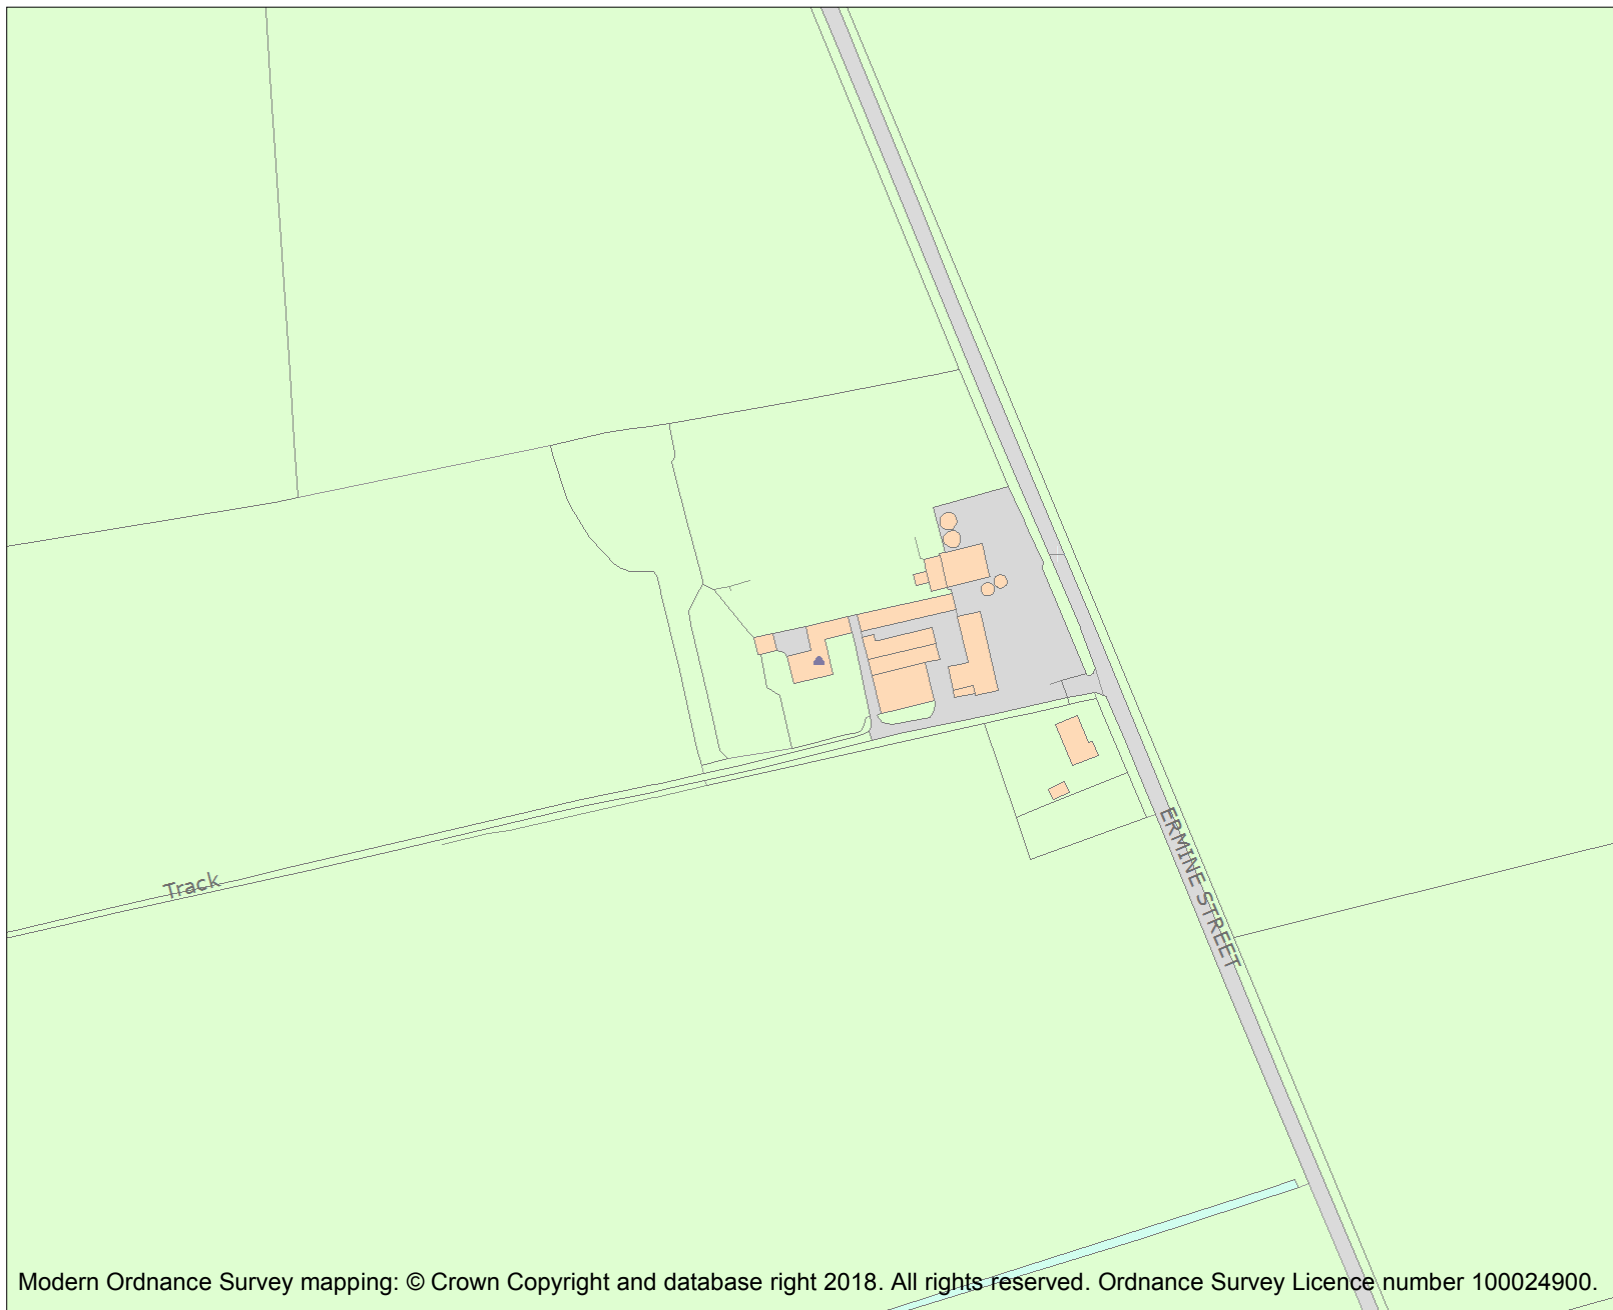 ERMINE STREET
Track
Modern Ordnance Survey mapping: © Crown Copyright and database right 2018. All rights reserved. Ordnance Survey Licence number 100024900.